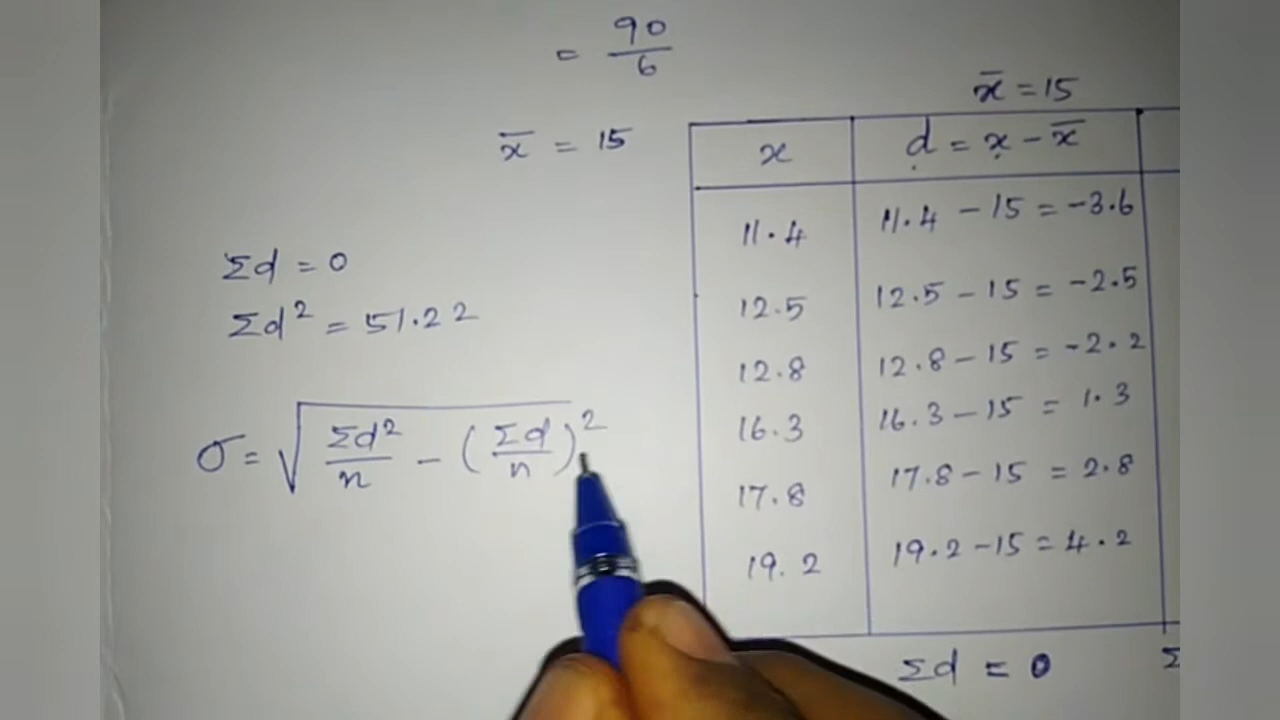 = 90/6
x̄ = 15
Σd = 0
Σd² = 51.22
σ = √(Σd²/n − (Σd/n)²)
x̄ = 15
x d = x − x̄
11.4 11.4 − 15 = −3.6
12.5 12.5 − 15 = −2.5
12.8 12.8 − 15 = −2.2
16.3 16.3 − 15 = 1.3
17.8 17.8 − 15 = 2.8
19.2 19.2 − 15 = 4.2
Σd = 0 Σ